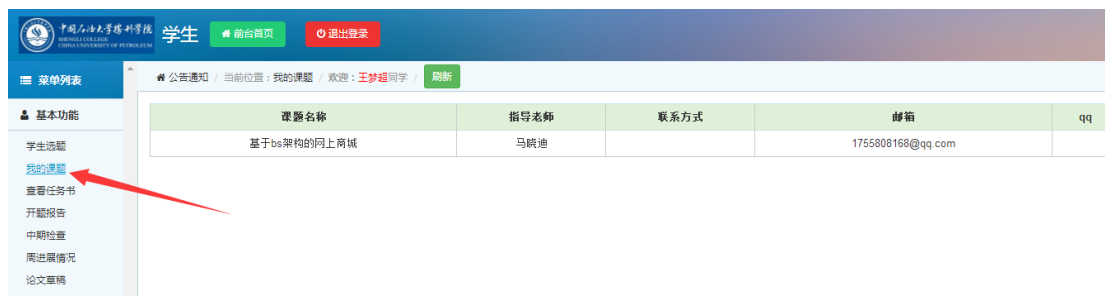 中国石油大学胜利学院 学生 前台首页 退出登录
SHENGLI COLLEGE
CHINA UNIVERSITY OF PETROLEUM
菜单列表
公告通知 / 当前位置：我的课题 / 欢迎：王梦超同学 / 刷新
基本功能
课题名称 指导老师 联系方式 邮箱 qq
基于bs架构的网上商城 马晓迪 1755808168@qq.com
学生选题
我的课题
查看任务书
开题报告
中期检查
周进展情况
论文草稿